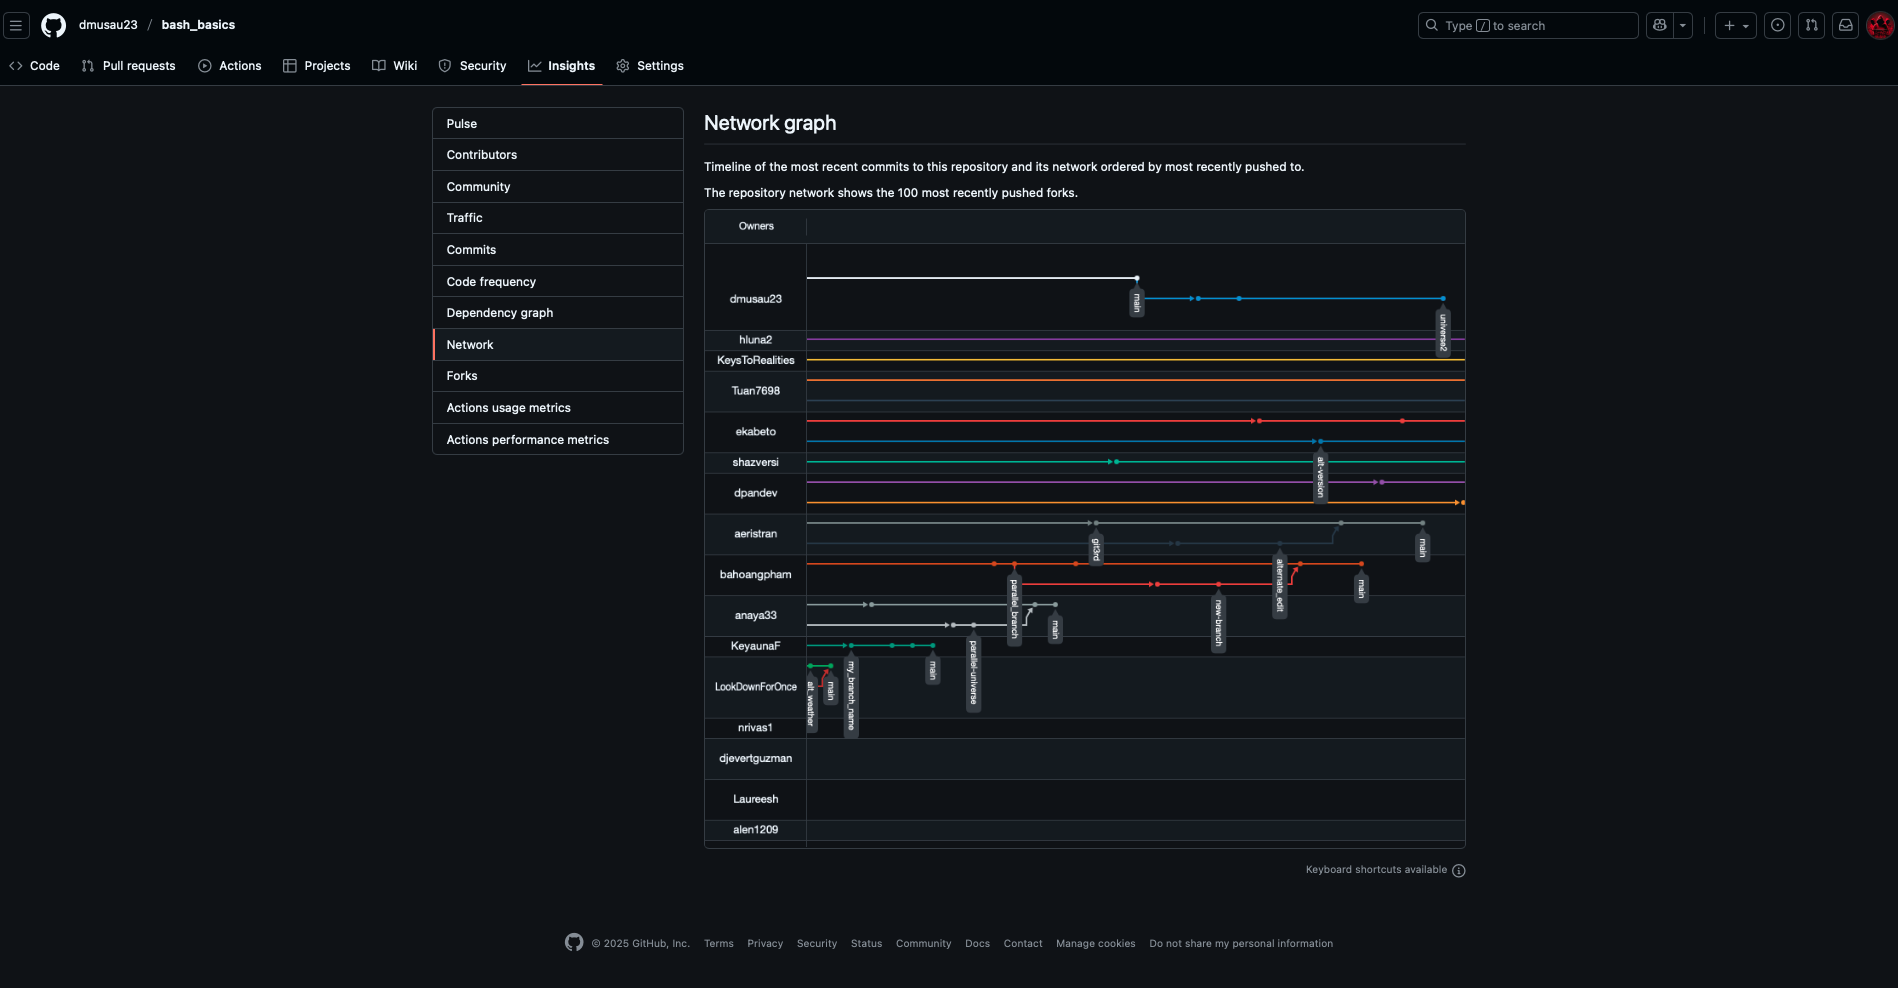 dmusau23 / bash_basics
Type / to search
Code Pull requests Actions Projects Wiki Security Insights Settings
Pulse
Contributors
Community
Traffic
Commits
Code frequency
Dependency graph
Network
Forks
Actions usage metrics
Actions performance metrics
Network graph
Timeline of the most recent commits to this repository and its network ordered by most recently pushed to.
The repository network shows the 100 most recently pushed forks.
Owners
dmusau23
main
universe2
hluna2
KeysToRealities
Tuan7698
ekabeto
alt-version
shazversi
dpandev
aeristran
git3rd
alternate_edit
main
bahoangpham
parallel_branch
new-branch
main
anaya33
parallel-universe
main
KeyaunaF
my_branch_name
main
LookDownForOnce
alt_weather
main
nrivas1
djevertguzman
Laureesh
alen1209
Keyboard shortcuts available
© 2025 GitHub, Inc. Terms Privacy Security Status Community Docs Contact Manage cookies Do not share my personal information